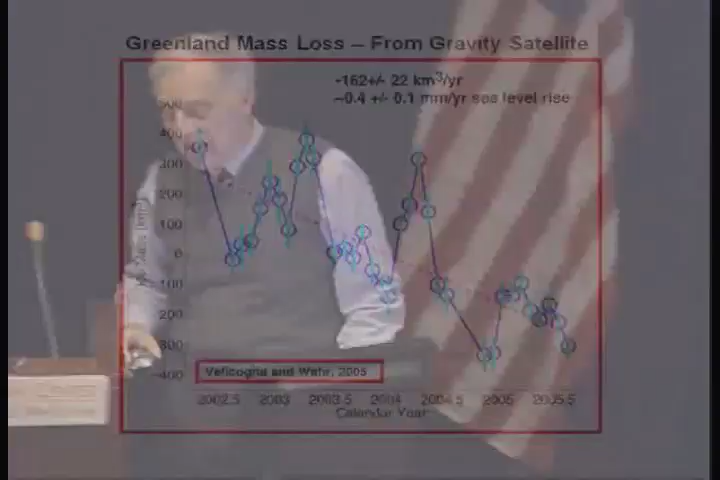 Greenland Mass Loss – From Gravity Satellite
-162+/- 22 km³/yr
~0.4 +/- 0.1 mm/yr sea level rise
500
400
300
200
100
0
100
200
300
-400
Velicogna and Wahr, 2005
2002.5 2003 2003.5 2004 2004.5 2005 2005.5
Calendar Year